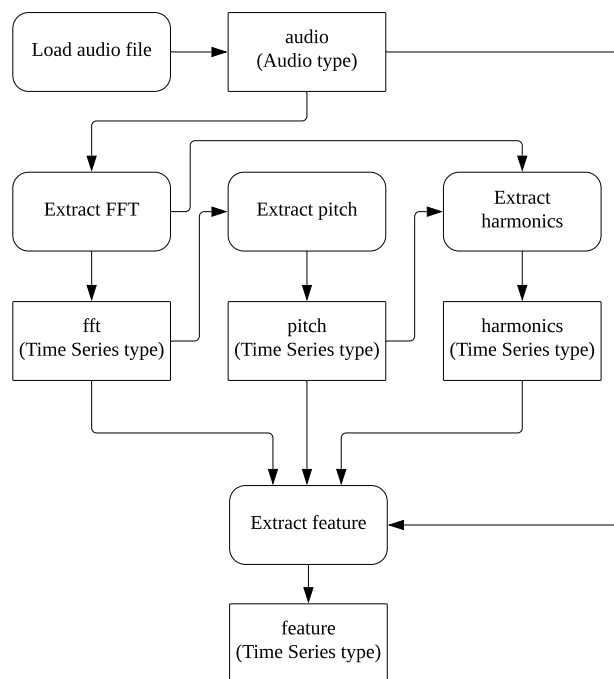 Load audio file
audio
(Audio type)
Extract FFT
Extract pitch
Extract
harmonics
fft
(Time Series type)
pitch
(Time Series type)
harmonics
(Time Series type)
Extract feature
feature
(Time Series type)